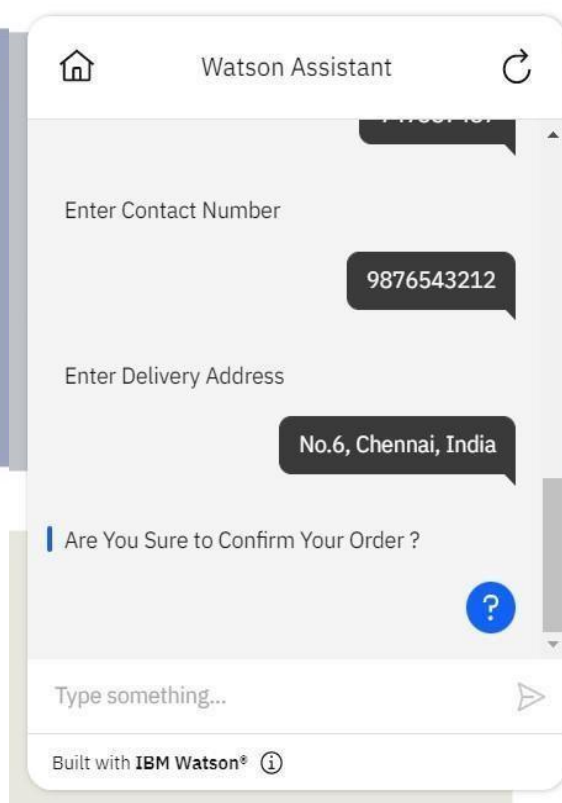 Watson Assistant
Enter Contact Number
9876543212
Enter Delivery Address
No.6, Chennai, India
Are You Sure to Confirm Your Order ?
?
Type something...
Built with IBM Watson®